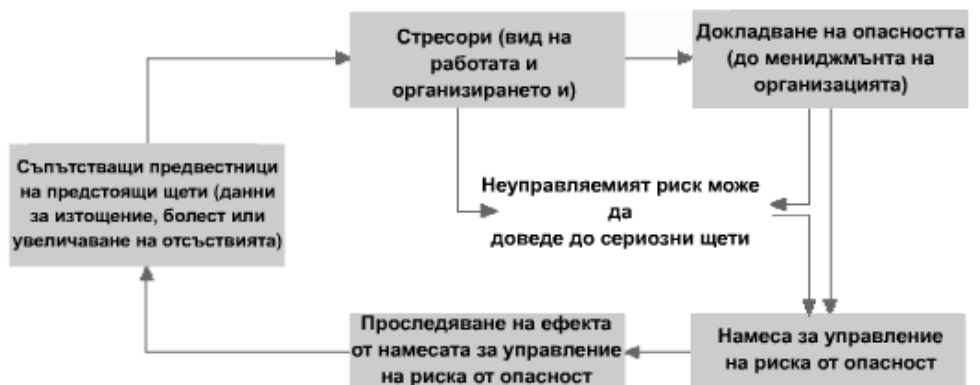 Стресори (вид на
работата и
организирането и)
Докладване на опасността
(до мениджмънта на
организацията)
Съпътстващи предвестници
на предстоящи щети (данни
за изтощение, болест или
увеличаване на отсъствията)
Неуправляемият риск може
да
доведе до сериозни щети
Проследяване на ефекта
от намесата за управление
на риска от опасност
Намеса за управление
на риска от опасност